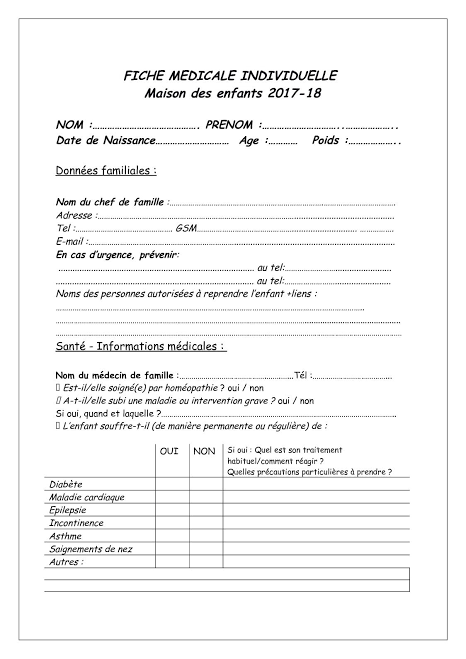 FICHE MEDICALE INDIVIDUELLE
Maison des enfants 2017-18
NOM :................................... PRENOM :............................................
Date de Naissance........................... Age :.......... Poids :..................
Données familiales :
Nom du chef de famille :..........................................................................
Adresse :...............................................................................................
Tel :................................ GSM................................................................
E-mail :.................................................................................................
En cas d'urgence, prévenir:
................................................................ au tel:...................................
................................................................ au tel:...................................
Noms des personnes autorisées à reprendre l'enfant +liens :
.....................................................................................................
................................................................................................................
................................................................................................................
Santé - Informations médicales :
Nom du médecin de famille :......................................Tél :..........................
▯ Est-il/elle soigné(e) par homéopathie ? oui / non
▯ A-t-il/elle subi une maladie ou intervention grave ? oui / non
Si oui, quand et laquelle ?..............................................................................
▯ L'enfant souffre-t-il (de manière permanente ou régulière) de :
OUI NON Si oui : Quel est son traitement
habituel/comment réagir ?
Quelles précautions particulières à prendre ?
Diabète
Maladie cardiaque
Epilepsie
Incontinence
Asthme
Saignements de nez
Autres :